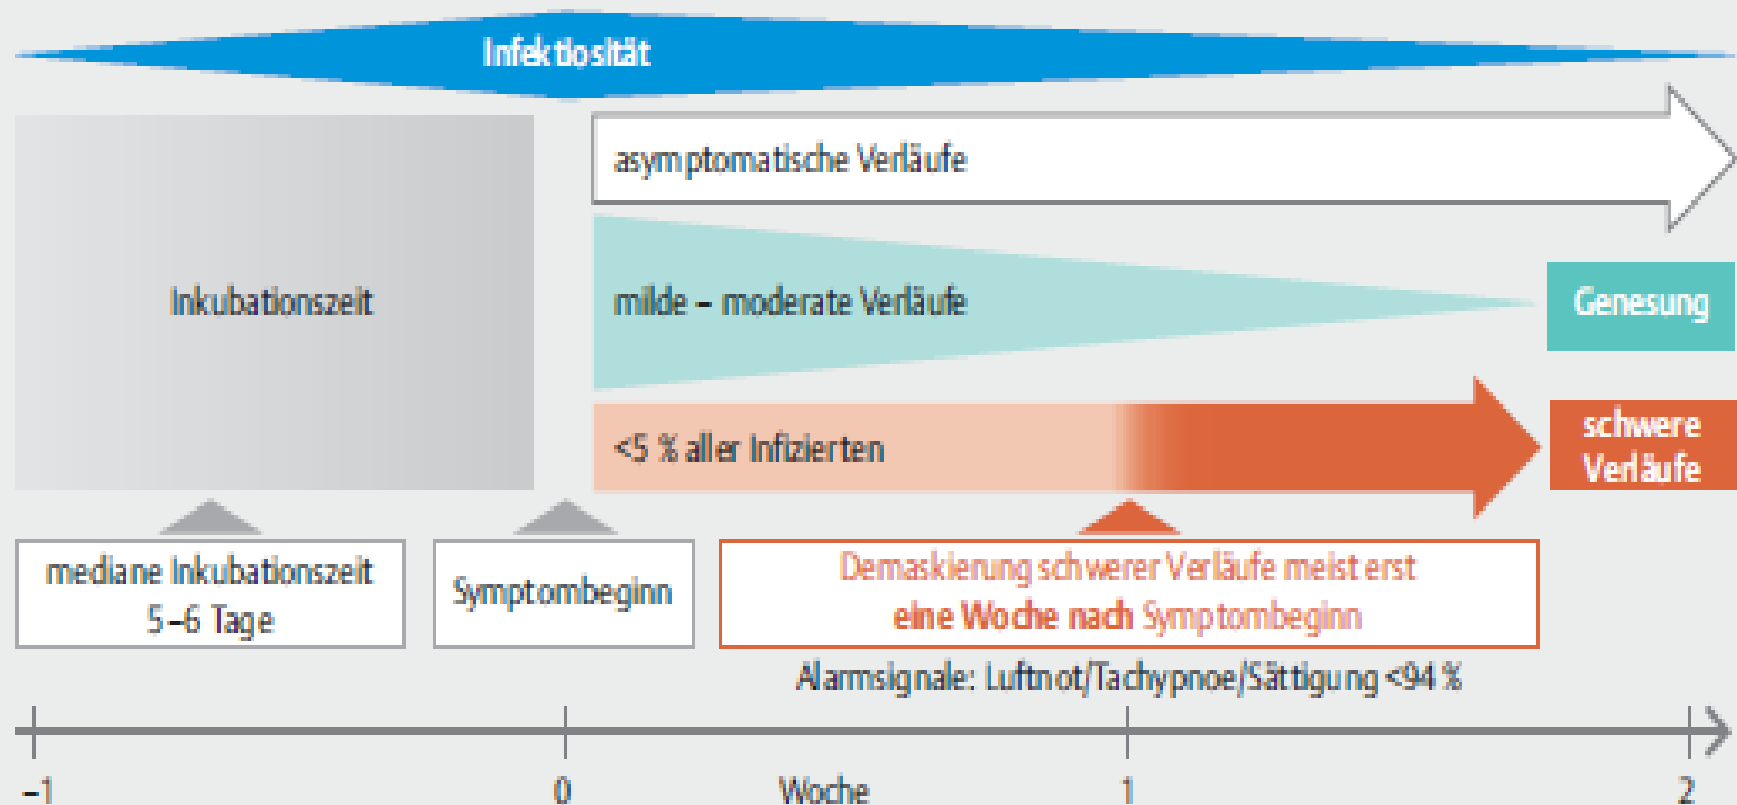 Infektiosität
asymptomatische Verläufe
Inkubationszeit
milde – moderate Verläufe
Genesung
<5 % aller Infizierten
schwere
Verläufe
mediane Inkubationszeit
5–6 Tage
Symptombeginn
Demaskierung schwerer Verläufe meist erst
eine Woche nach Symptombeginn
Alarmsignale: Luftnot/Tachypnoe/Sättigung <94 %
–1 0 Woche 1 2